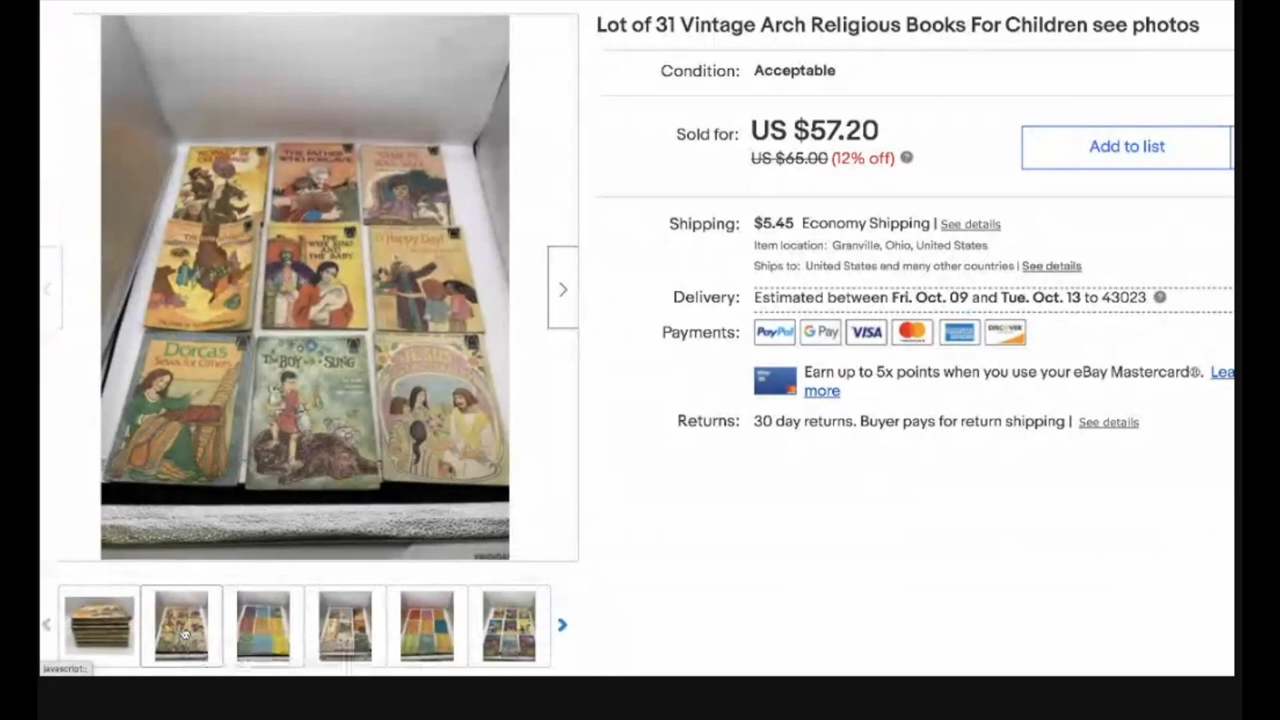 Lot of 31 Vintage Arch Religious Books For Children see photos
Condition: Acceptable
Sold for: US $57.20
US $65.00 (12% off)
Add to list
Shipping: $5.45 Economy Shipping | See details
Item location: Granville, Ohio, United States
Ships to: United States and many other countries | See details
Delivery: Estimated between Fri. Oct. 09 and Tue. Oct. 13 to 43023
Payments: PayPal G Pay VISA DISCOVER
Earn up to 5x points when you use your eBay Mastercard®. Lea
more
Returns: 30 day returns. Buyer pays for return shipping | See details
THE FATHER
WHO FORGAVE
THE
WISE KING
AND
THE BABY
O Happy Day!
Dorcas
Sews for Others
The BOY with a SLING
JESUS
javascript:;